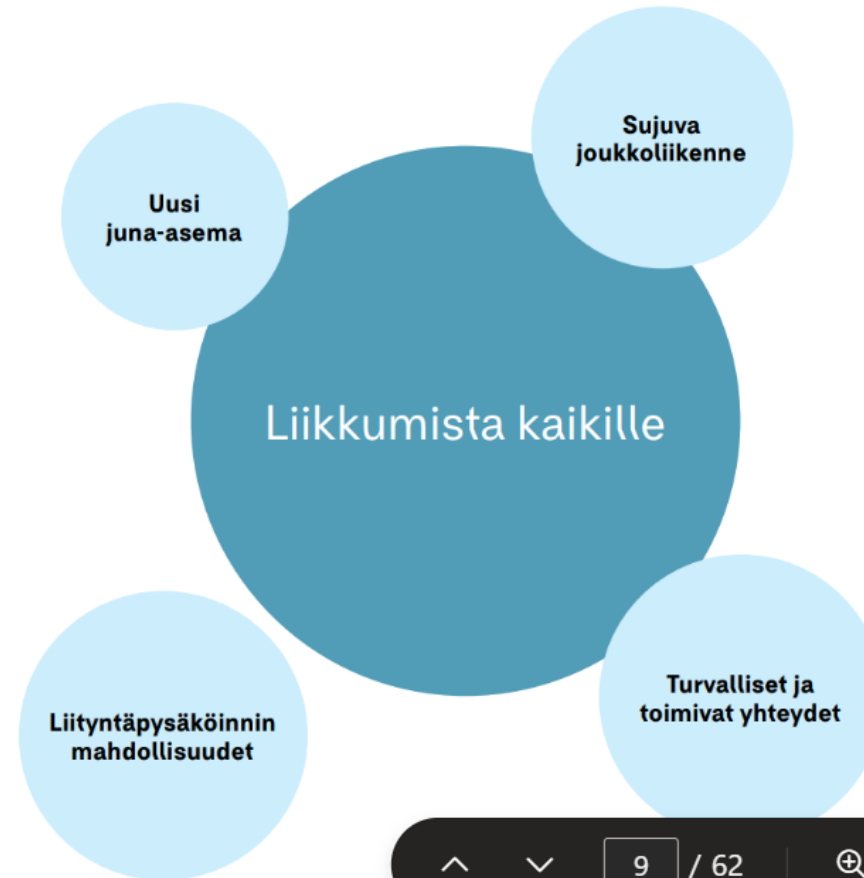 Sujuva
joukkoliikenne
Uusi
juna-asema
Liikkumista kaikille
Turvalliset ja
toimivat yhteydet
Liityntäpysäköinnin
mahdollisuudet
9 / 62